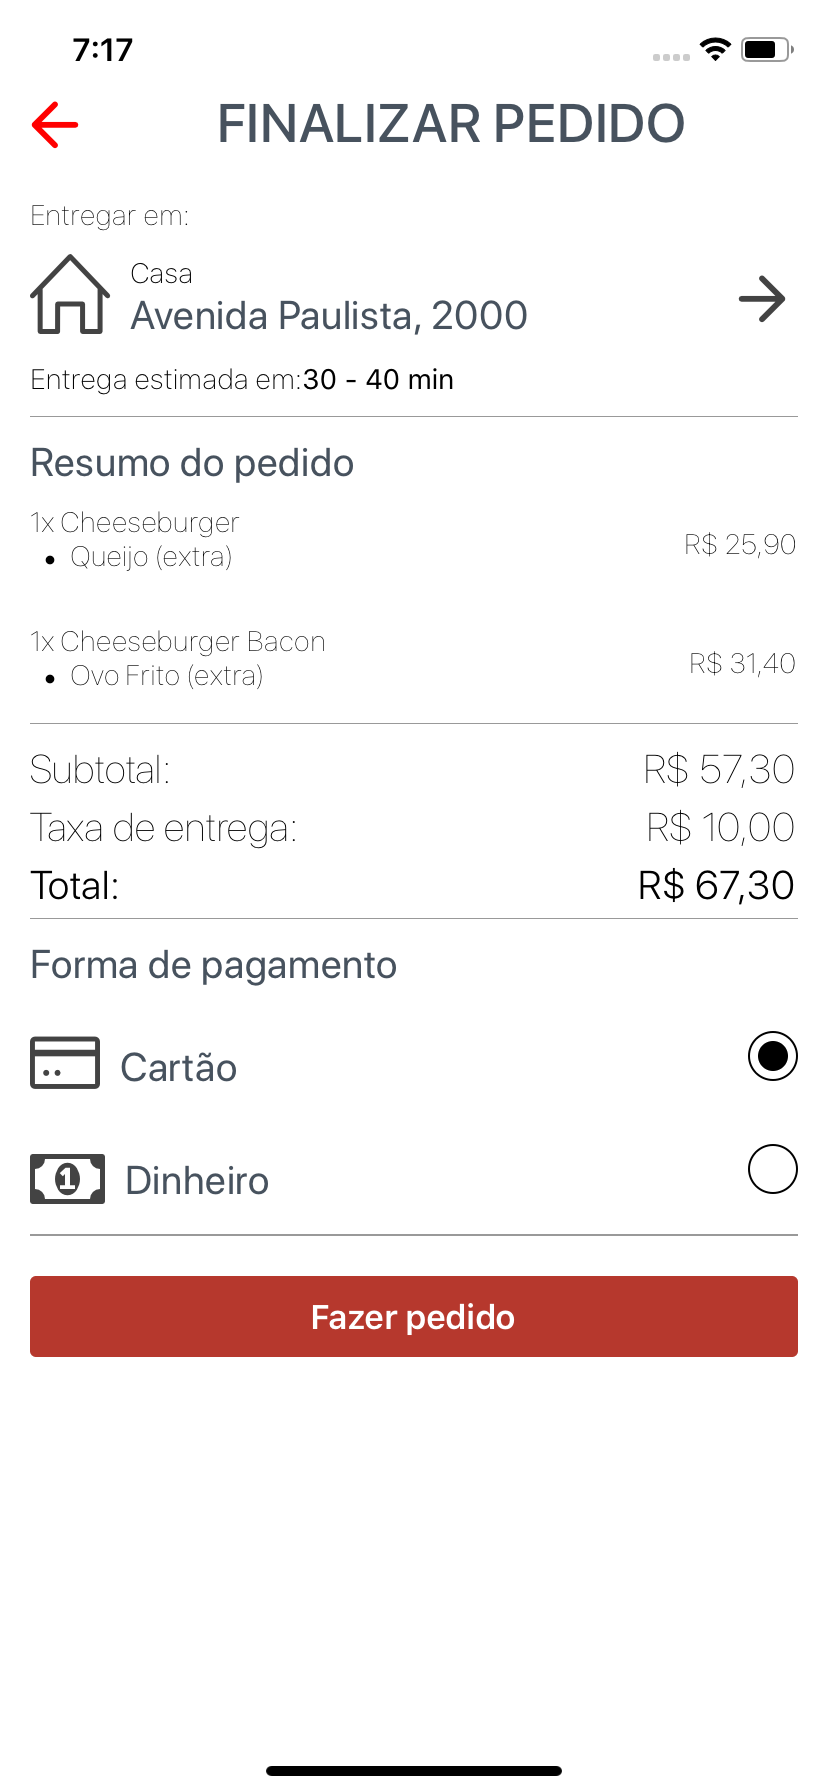 7:17
FINALIZAR PEDIDO
Entregar em:
Casa
Avenida Paulista, 2000
Entrega estimada em:30 - 40 min
Resumo do pedido
1x Cheeseburger
• Queijo (extra)
R$ 25,90
1x Cheeseburger Bacon
• Ovo Frito (extra)
R$ 31,40
Subtotal: R$ 57,30
Taxa de entrega: R$ 10,00
Total: R$ 67,30
Forma de pagamento
Cartão
1 Dinheiro
Fazer pedido